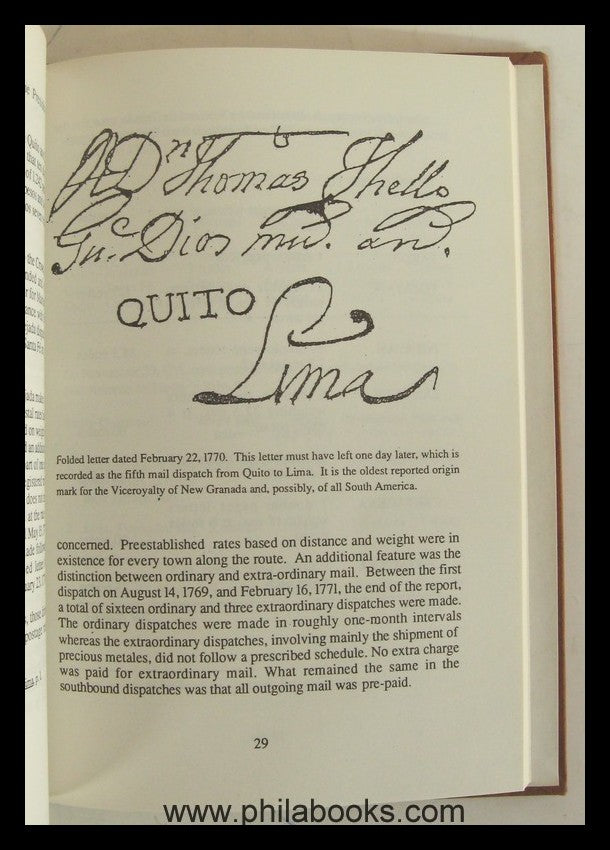 A Dn Thomas Thello
Gue. Dios md. ad.
QUITO
Lima
Folded letter dated February 22, 1770. This letter must have left one day later, which is
recorded as the fifth mail dispatch from Quito to Lima. It is the oldest reported origin
mark for the Viceroyalty of New Granada and, possibly, of all South America.
concerned. Preestablished rates based on distance and weight were in
existence for every town along the route. An additional feature was the
distinction between ordinary and extra-ordinary mail. Between the first
dispatch on August 14, 1769, and February 16, 1771, the end of the report,
a total of sixteen ordinary and three extraordinary dispatches were made.
The ordinary dispatches were made in roughly one-month intervals
whereas the extraordinary dispatches, involving mainly the shipment of
precious metales, did not follow a prescribed schedule. No extra charge
was paid for extraordinary mail. What remained the same in the
southbound dispatches was that all outgoing mail was pre-paid.
29
www.philabooks.com